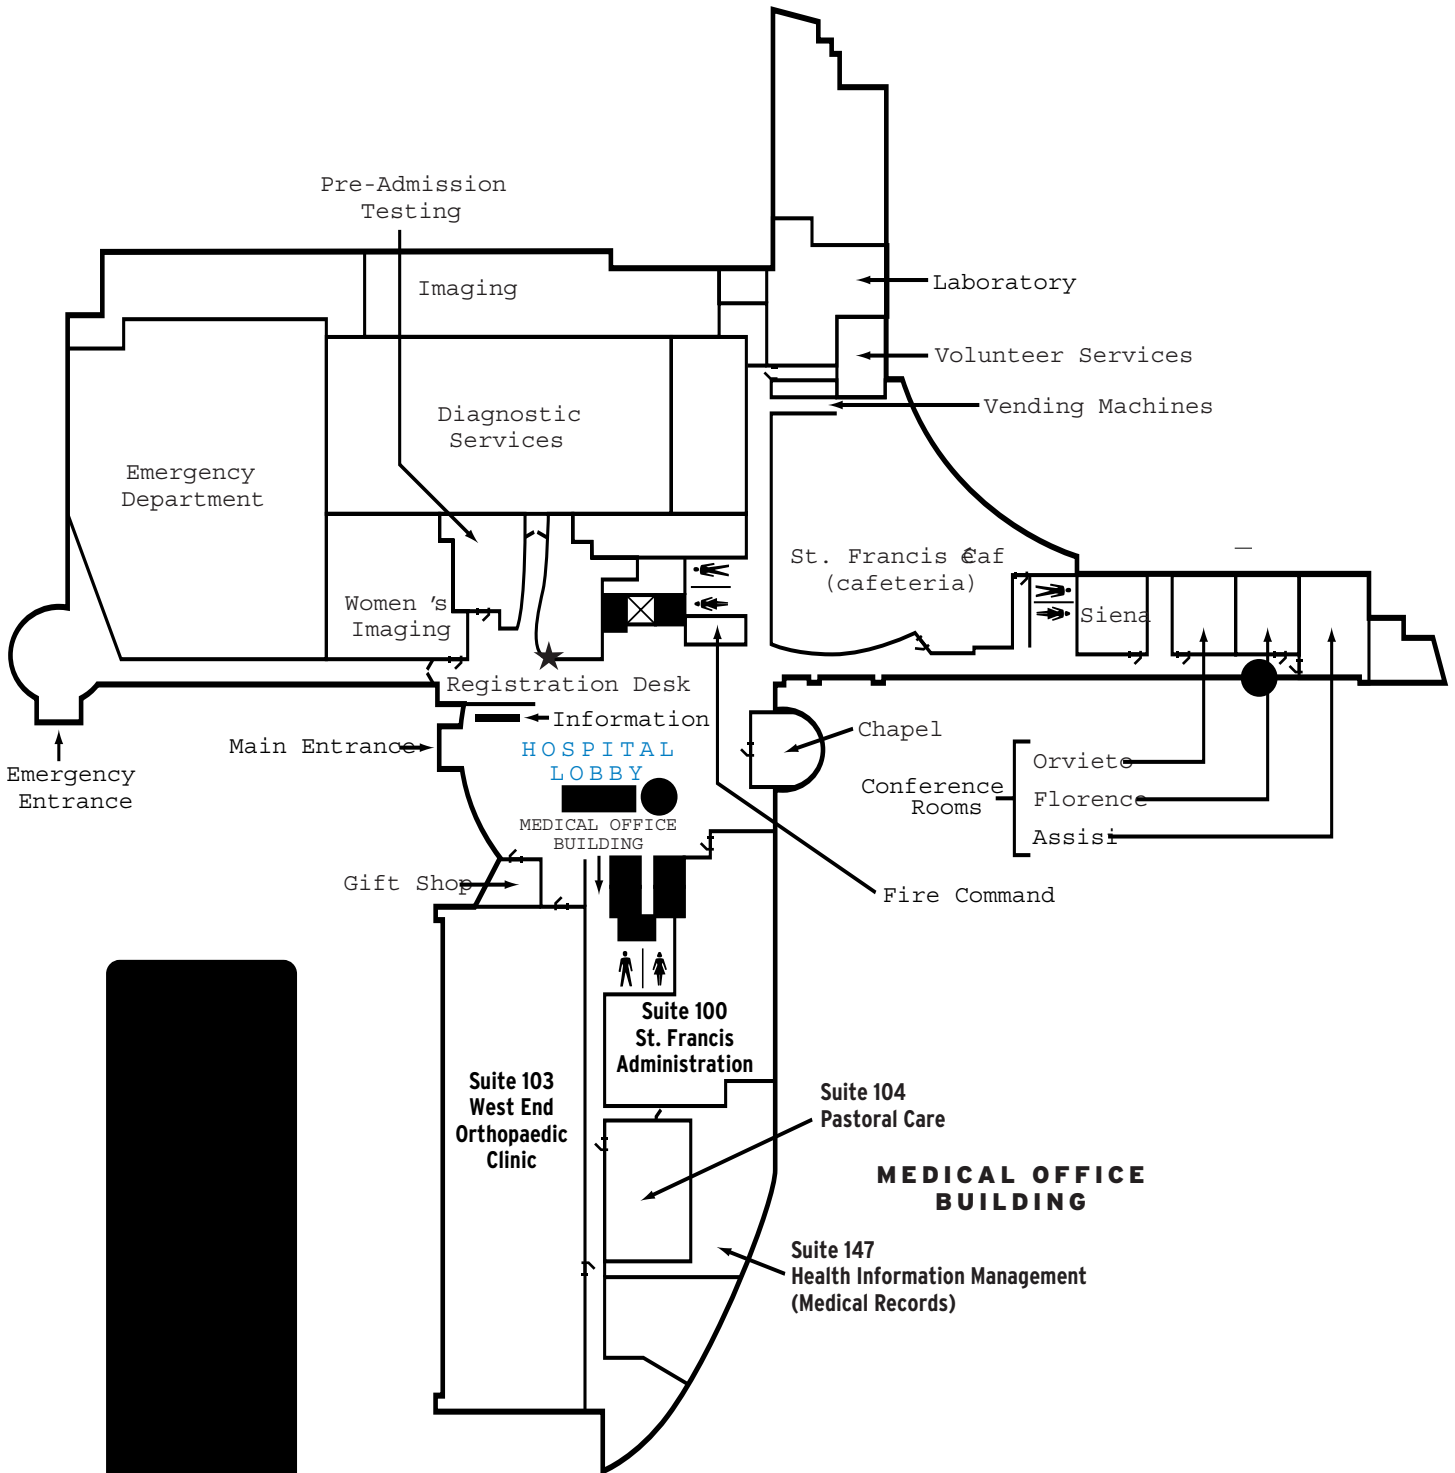 Pre-Admission
Testing
Imaging
Laboratory
Volunteer Services
Vending Machines
Diagnostic
Services
Emergency
Department
St. Francis Café
(cafeteria)
Women's
Imaging
Siena
Registration Desk
Information
Main Entrance
HOSPITAL
LOBBY
Chapel
Emergency
Entrance
Conference
Rooms
Orvieto
Florence
Assisi
MEDICAL OFFICE
BUILDING
Gift Shop
Fire Command
Suite 100
St. Francis
Administration
Suite 103
West End
Orthopaedic
Clinic
Suite 104
Pastoral Care
MEDICAL OFFICE
BUILDING
Suite 147
Health Information Management
(Medical Records)